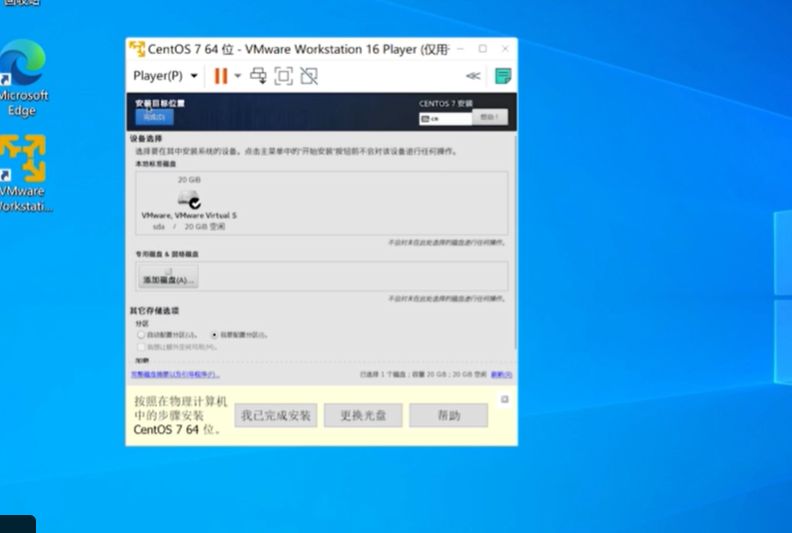 回收站
Microsoft
Edge
VMware
Workstati...
CentOS 7 64 位 - VMware Workstation 16 Player (仅用于
Player(P)
安装目标位置
完成(D)
CENTOS 7 安装
cn
帮助！
设备选择
选择要在其中安装系统的设备。点击主菜单中的"开始安装"按钮前不会对该设备进行任何操作。
本地标准磁盘
20 GiB
VMware, VMware Virtual S
sda / 20 GiB 空闲
不会对未在此处选择的磁盘进行任何操作。
专用磁盘 & 网络磁盘
添加磁盘(A)...
不会对未在此处选择的磁盘进行任何操作。
其它存储选项
分区
自动配置分区(U)。
我要配置分区(I)。
我想让额外空间可用(M)。
加密
完整磁盘摘要以及引导程序(F)...
已选择 1 个磁盘；容量 20 GiB；20 GiB 空闲
刷新(R)
按照在物理计算机
中的步骤安装
CentOS 7 64 位。
我已完成安装
更换光盘
帮助